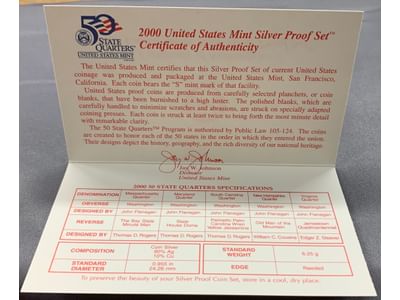 50
STATE
QUARTERS™
UNITED STATES MINT
2000 United States Mint Silver Proof Set™
Certificate of Authenticity
The United States Mint certifies that this Silver Proof Set of current United States
coinage was produced and packaged at the United States Mint, San Francisco,
California. Each coin bears the "S" mint mark of that facility.
United States proof coins are produced from carefully selected planchets, or coin
blanks, that have been burnished to a high luster. The polished blanks, which are
carefully handled to minimize scratches and abrasions, are struck on specially adapted
coining presses. Each coin is struck at least twice to bring forth the most minute detail
with remarkable clarity.
The 50 State Quarters™ Program is authorized by Public Law 105-124. The coins
are created to honor each of the 50 states in the order in which they entered the union.
Their designs depict the history, geography, and the rich diversity of our national heritage.
Jay W. Johnson
Director
United States Mint
2000 50 STATE QUARTERS SPECIFICATIONS
DENOMINATION Massachusetts Quarter Maryland Quarter South Carolina Quarter New Hampshire Quarter Virginia Quarter
OBVERSE Washington Washington Washington Washington Washington
DESIGNED BY John Flanagan John Flanagan John Flanagan John Flanagan John Flanagan
REVERSE The Bay State Minute Man State House Dome Palmetto Carolina Wren Yellow Jessamine Old Man of the Mountain Jamestown Quadricentennial
DESIGNED BY Thomas D. Rogers Thomas D. Rogers Thomas D. Rogers William C. Cousins Edgar Z. Steever
COMPOSITION Coin Silver 90% Ag 10% Cu STANDARD WEIGHT 6.25 g
STANDARD DIAMETER 0.955 in 24.26 mm EDGE Reeded
To preserve the beauty of your Silver Proof Coin Set, store in a cool, dry place.